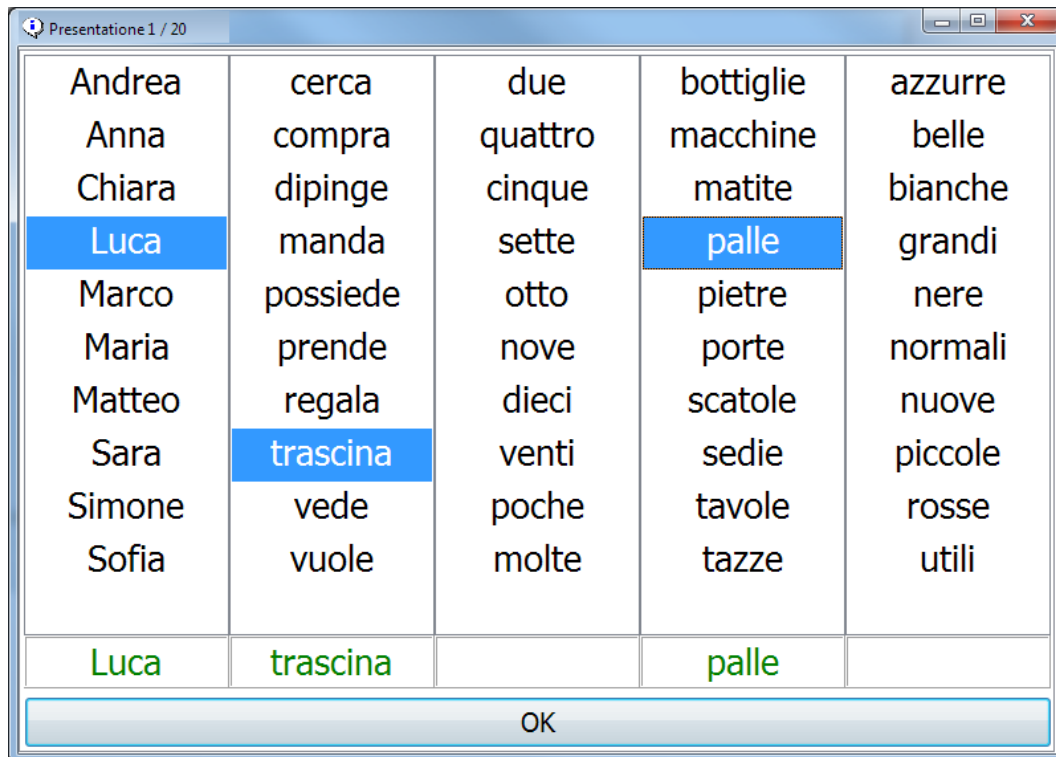 Presentatione 1 / 20
Andrea cerca due bottiglie azzurre
Anna compra quattro macchine belle
Chiara dipinge cinque matite bianche
Luca manda sette palle grandi
Marco possiede otto pietre nere
Maria prende nove porte normali
Matteo regala dieci scatole nuove
Sara trascina venti sedie piccole
Simone vede poche tavole rosse
Sofia vuole molte tazze utili
Luca trascina palle
OK